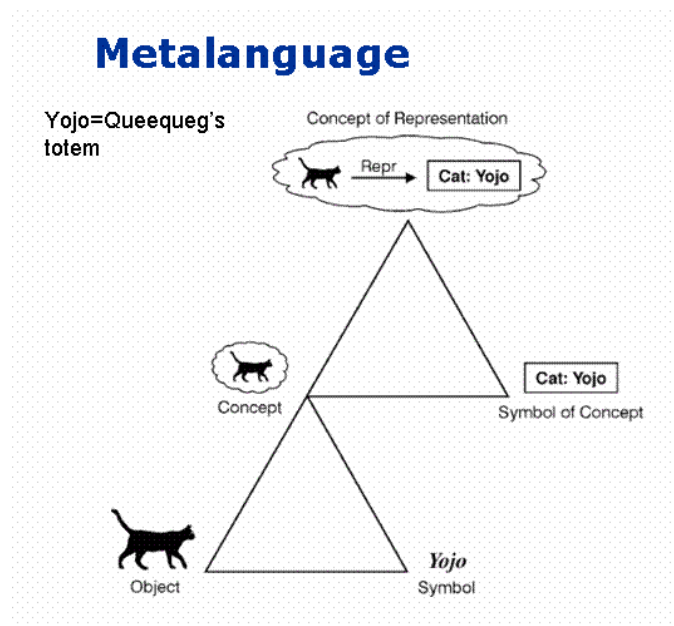 Metalanguage
Yojo=Queequeg's
totem
Concept of Representation
Repr
Cat: Yojo
Concept
Cat: Yojo
Symbol of Concept
Yojo
Object
Symbol